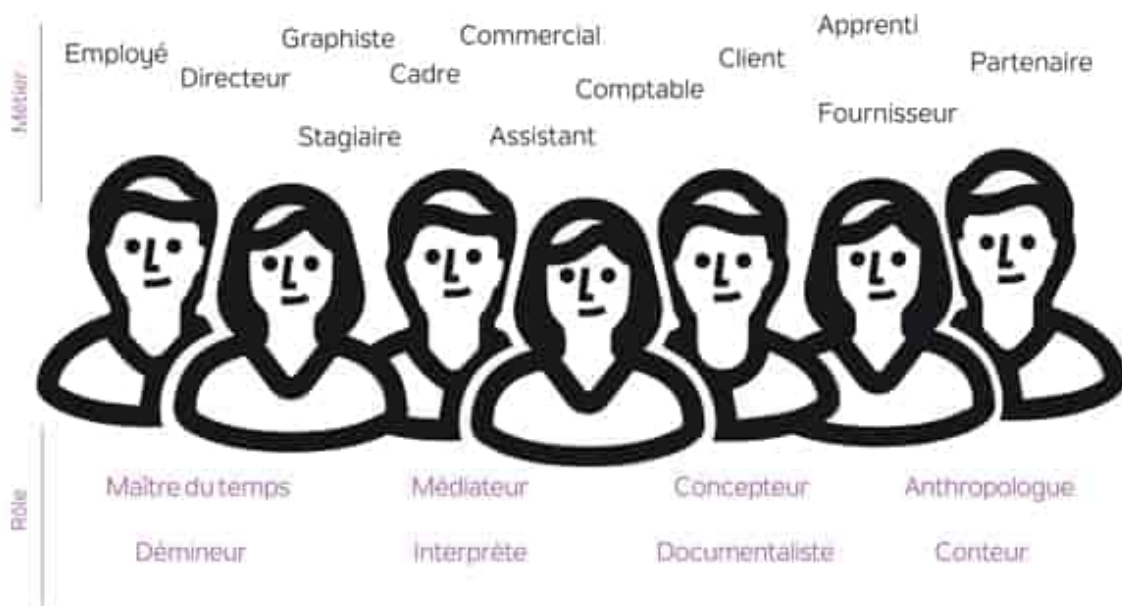 Métier
Employé
Directeur
Graphiste
Stagiaire
Cadre
Commercial
Assistant
Comptable
Client
Apprenti
Fournisseur
Partenaire
Rôle
Maître du temps
Médiateur
Concepteur
Anthropologue
Démineur
Interprète
Documentaliste
Conteur